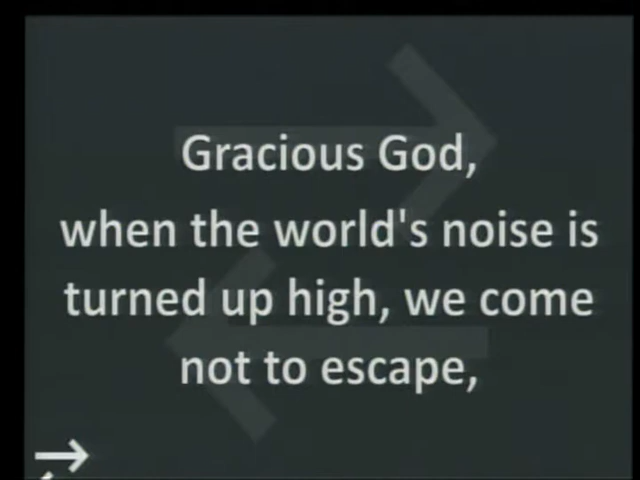 Gracious God,
when the world's noise is
turned up high, we come
not to escape,